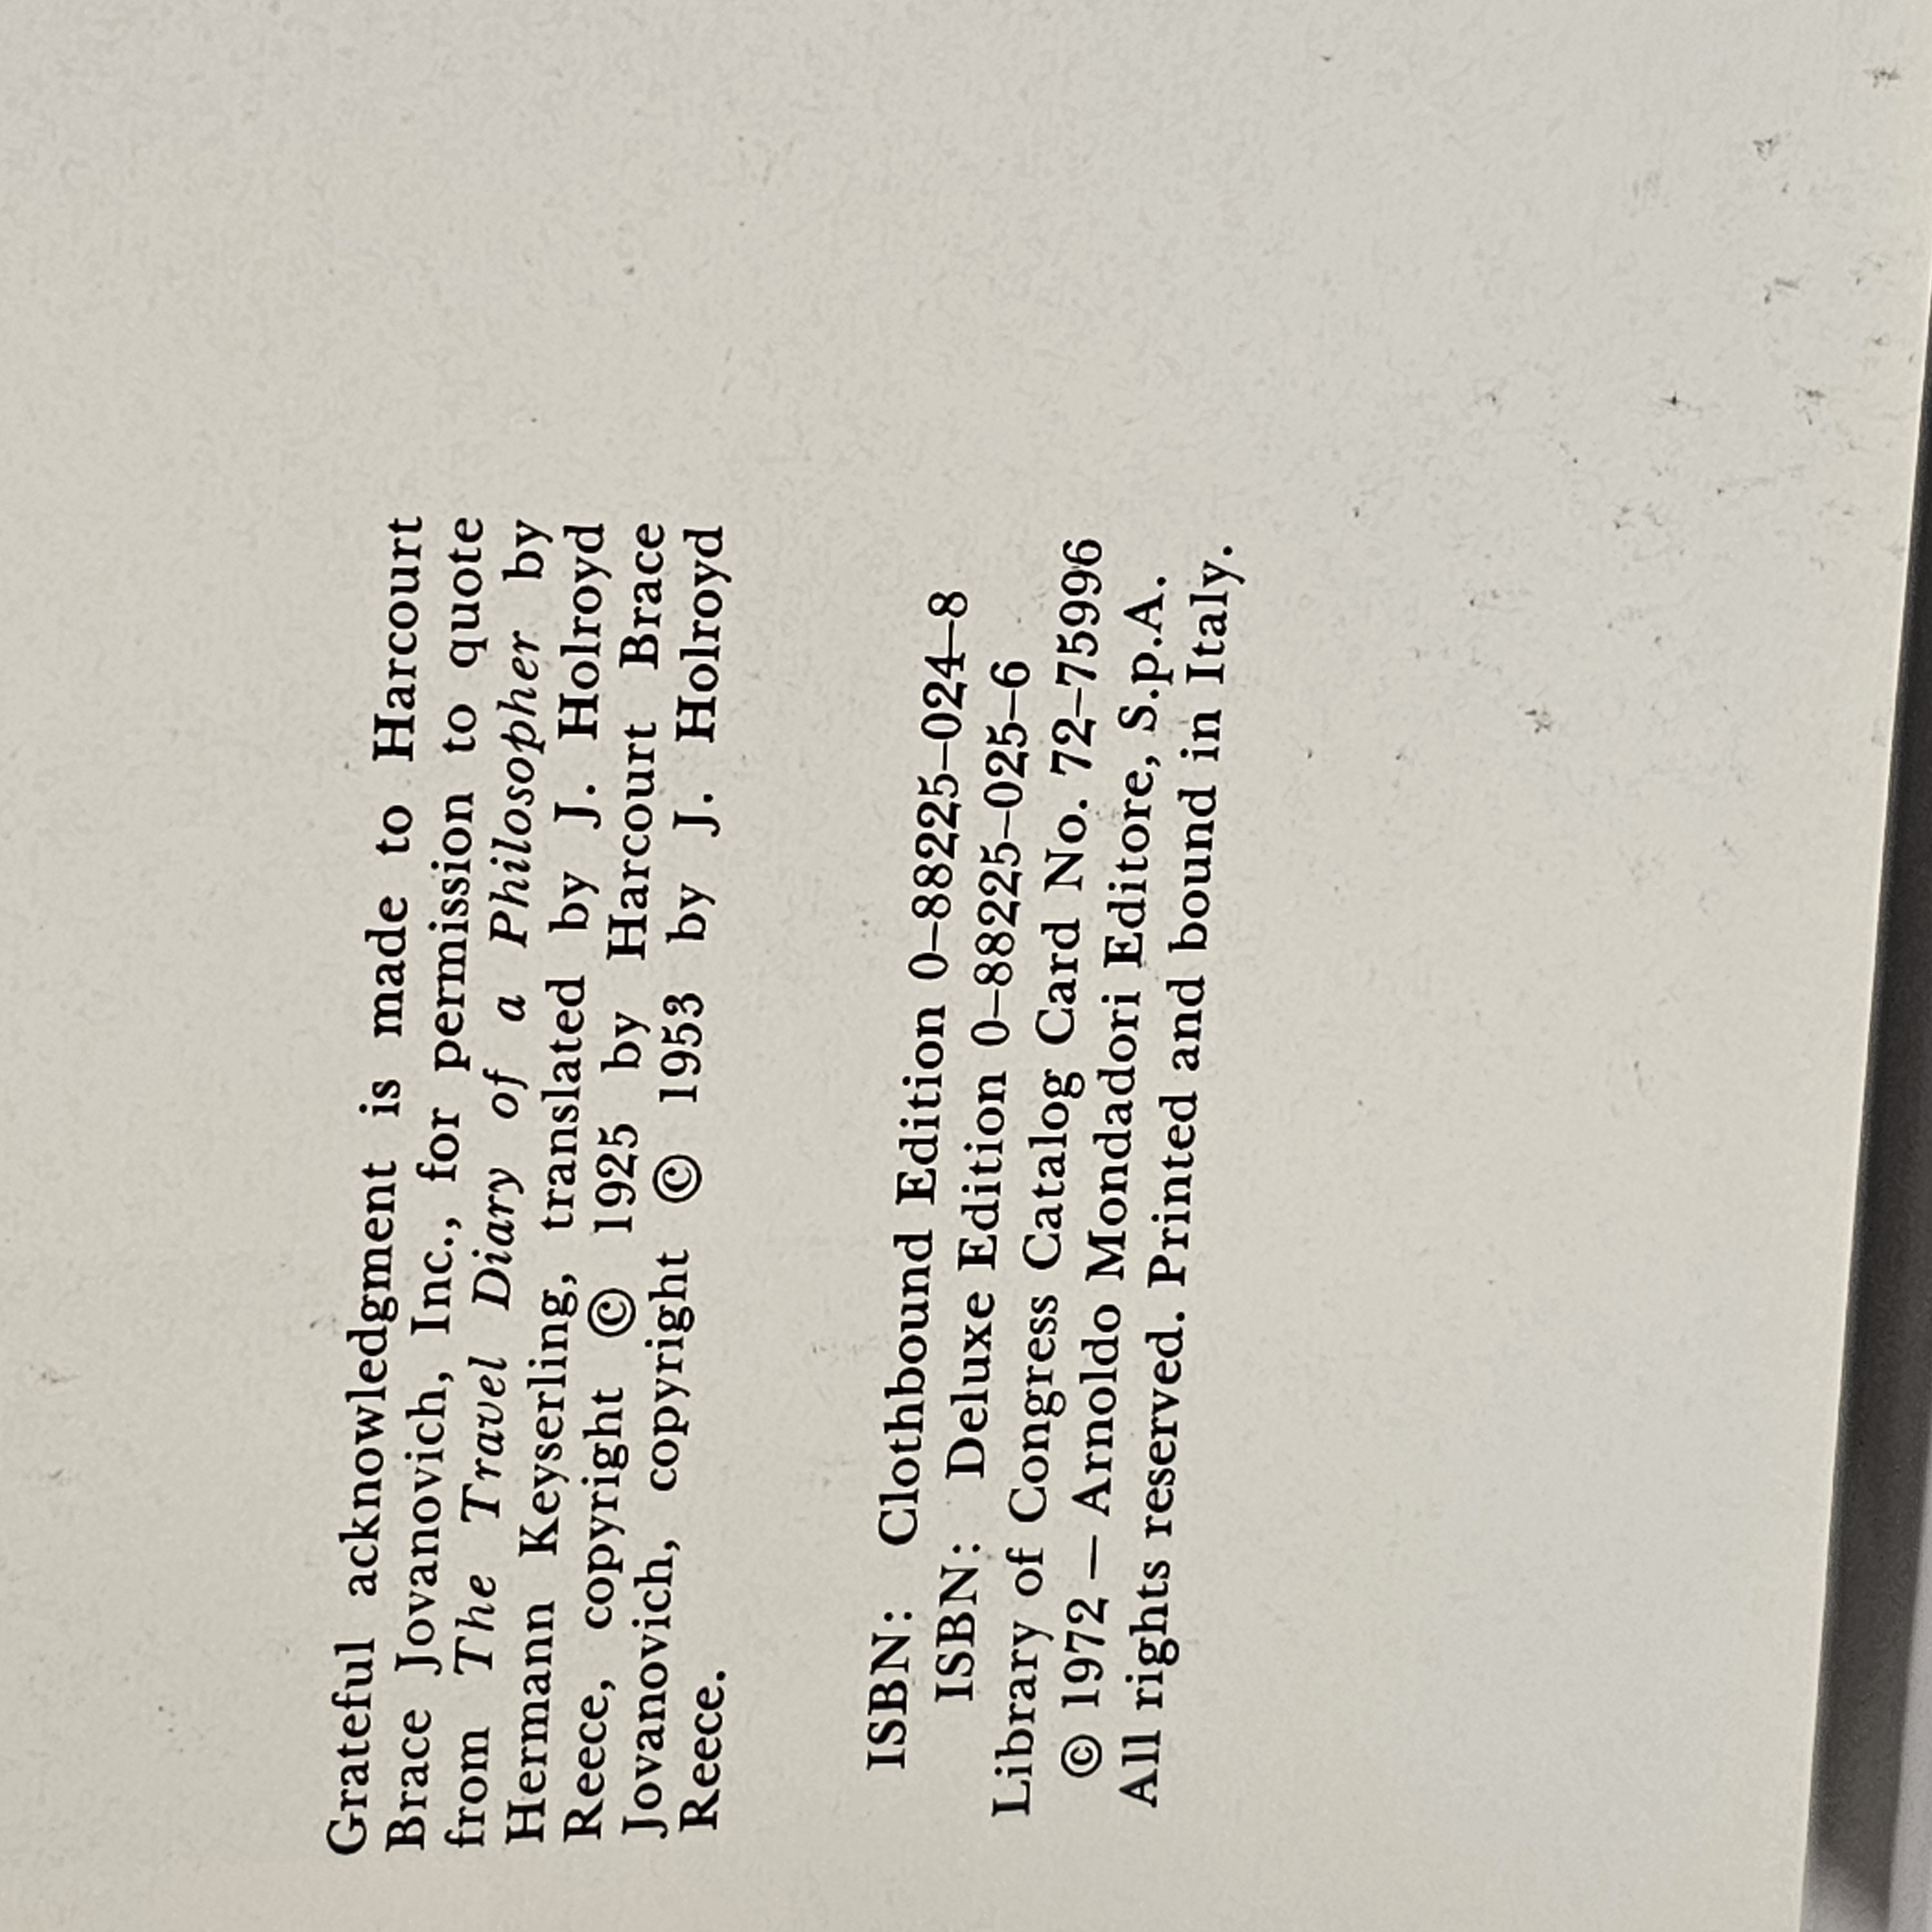 Grateful acknowledgment is made to Harcourt
Brace Jovanovich, Inc., for permission to quote
from The Travel Diary of a Philosopher by
Hermann Keyserling, translated by J. Holroyd
Reece, copyright © 1925 by Harcourt Brace
Jovanovich, copyright © 1953 by J. Holroyd
Reece.
ISBN: Clothbound Edition 0–88225–024–8
ISBN: Deluxe Edition 0–88225–025–6
Library of Congress Catalog Card No. 72–75996
© 1972 — Arnoldo Mondadori Editore, S.p.A.
All rights reserved. Printed and bound in Italy.